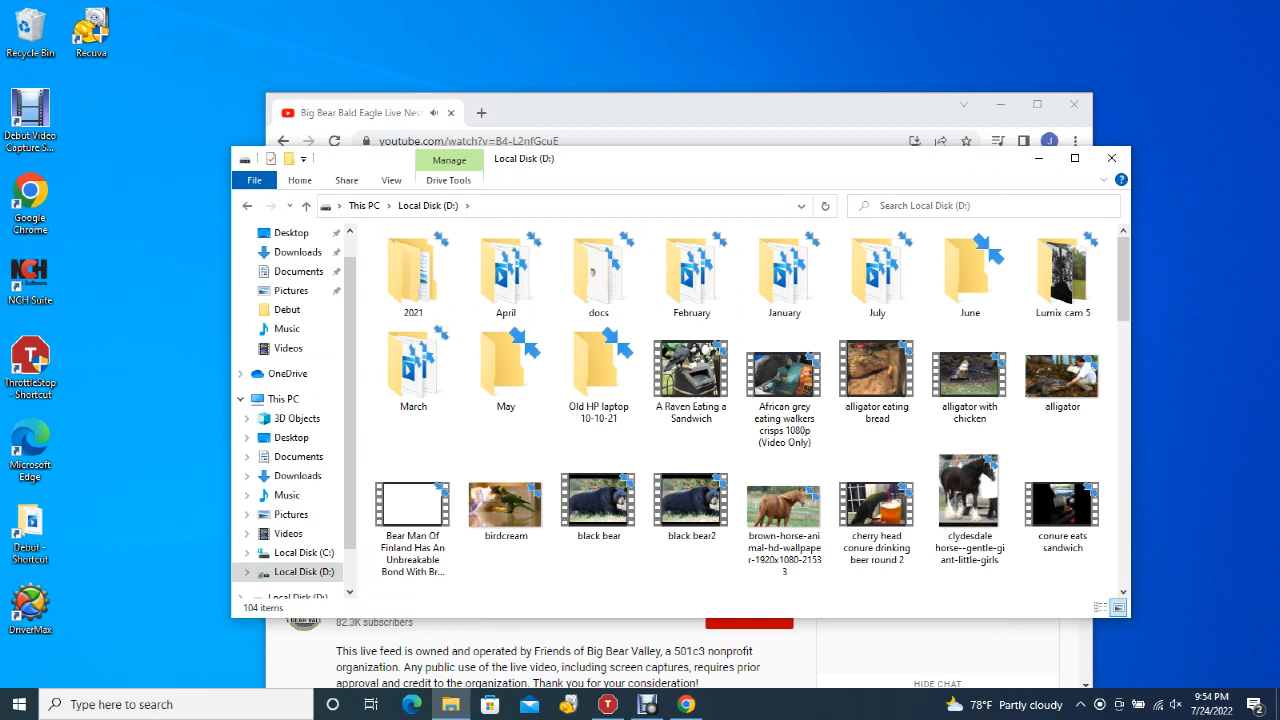 Recycle Bin
Recuva
Debut Video
Capture S...
Google
Chrome
NCH
Software
NCH Suite
ThrottleStop
- Shortcut
Microsoft
Edge
Debut -
Shortcut
DriverMax
Big Bear Bald Eagle Live Nes
youtube.com/watch?v=B4-L2nfGcuE
J
Manage
Local Disk (D:)
File
Home
Share
View
Drive Tools
This PC
Local Disk (D:)
Search Local Disk (D:)
Desktop
Downloads
Documents
Pictures
Debut
Music
Videos
OneDrive
This PC
3D Objects
Desktop
Documents
Downloads
Music
Pictures
Videos
Local Disk (C:)
Local Disk (D:)
Local Disk (D:)
2021
April
docs
February
January
July
June
Lumix cam 5
March
May
Old HP laptop
10-10-21
A Raven Eating a
Sandwich
African grey
eating walkers
crisps 1080p
(Video Only)
alligator eating
bread
alligator with
chicken
alligator
Bear Man Of
Finland Has An
Unbreakable
Bond With Br...
birdcream
black bear
black bear2
brown-horse-ani
mal-hd-wallpape
r-1920x1080-2153
3
cherry head
conure drinking
beer round 2
clydesdale
horse--gentle-gi
ant-little-girls
conure eats
sandwich
104 items
82.3K subscribers
This live feed is owned and operated by Friends of Big Bear Valley, a 501c3 nonprofit
organization. Any public use of the live video, including screen captures, requires prior
approval and credit to the organization. Thank you for your consideration!
HIDE CHAT
Type here to search
T
78°F Partly cloudy
9:54 PM
7/24/2022
2